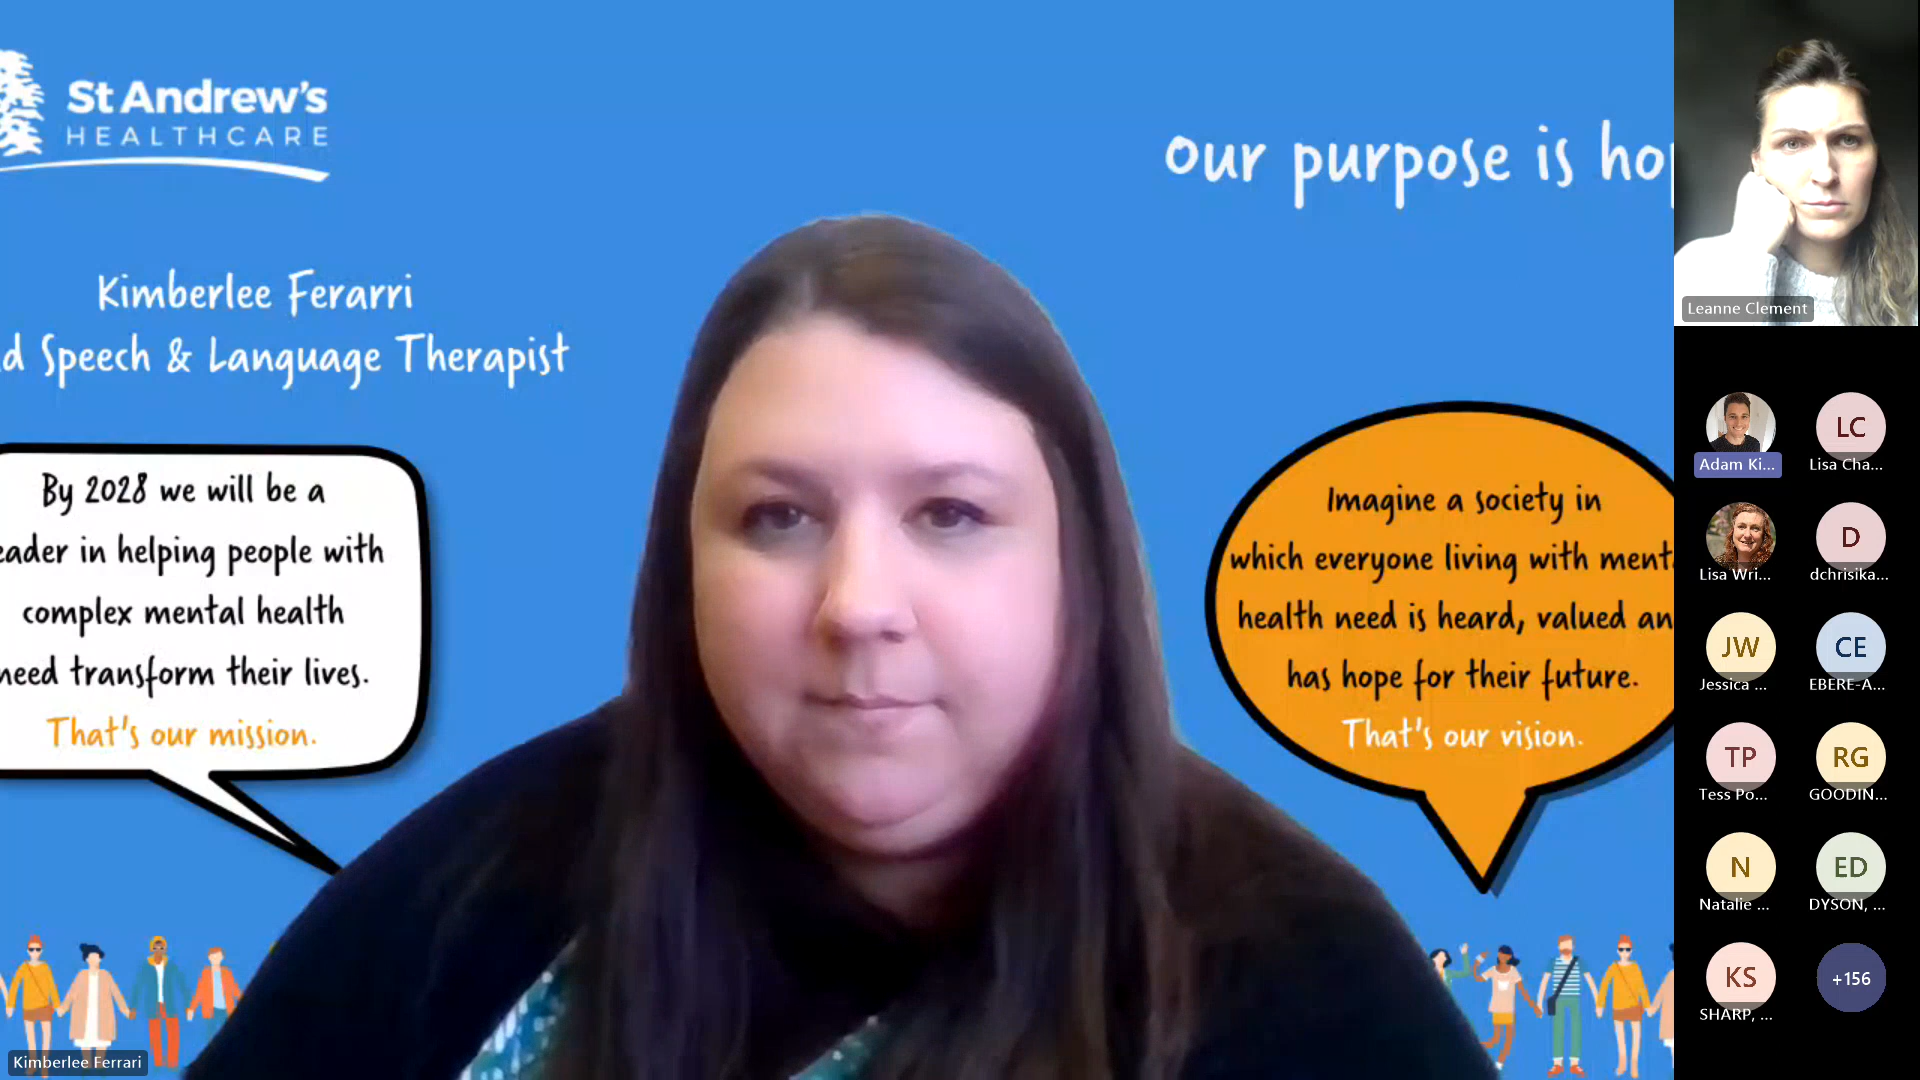 St Andrew's
HEALTHCARE
our purpose is ho
Kimberlee Ferarri
d Speech & Language Therapist
By 2028 we will be a
eader in helping people with
complex mental health
need transform their lives.
That's our mission.
Imagine a society in
which everyone living with ment
health need is heard, valued an
has hope for their future.
That's our vision.
Kimberlee Ferrari
Leanne Clement
Adam Ki...
LC
Lisa Cha...
Lisa Wri...
D
dchrisika...
JW
Jessica ...
CE
EBERE-A...
TP
Tess Po...
RG
GOODIN...
N
Natalie ...
ED
DYSON, ...
KS
SHARP, ...
+156